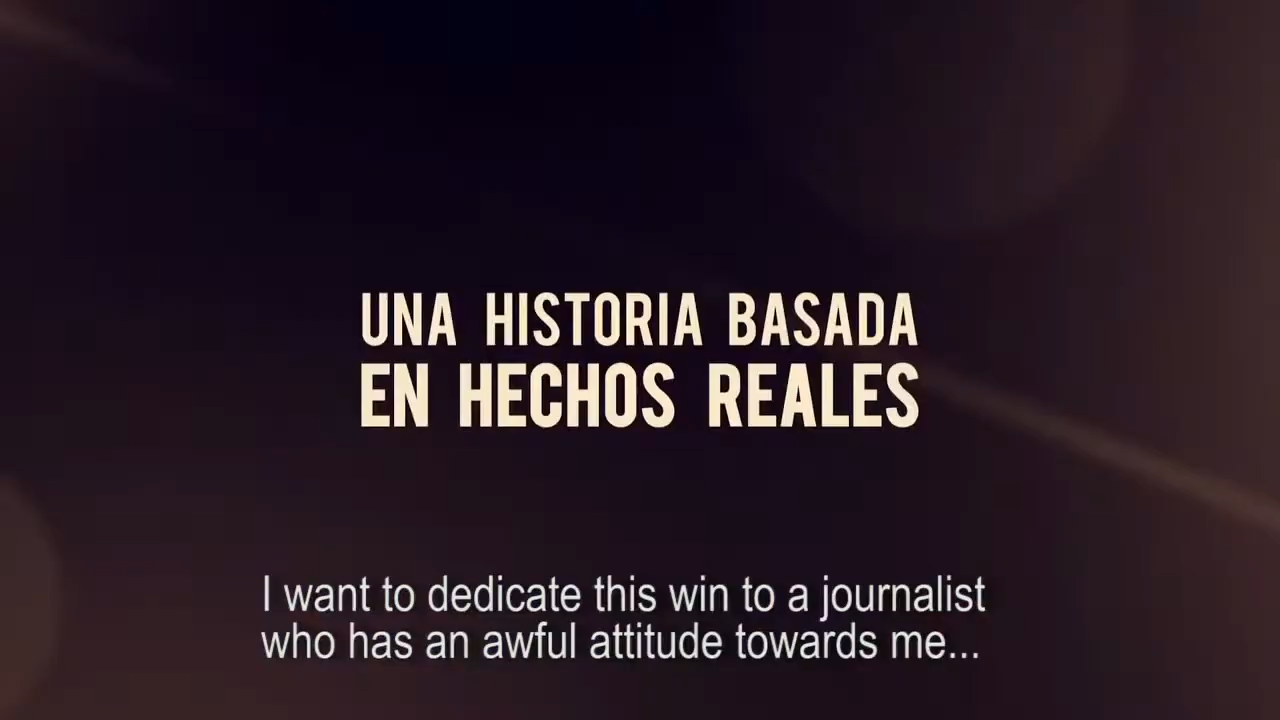 UNA HISTORIA BASADA
EN HECHOS REALES
I want to dedicate this win to a journalist
who has an awful attitude towards me...